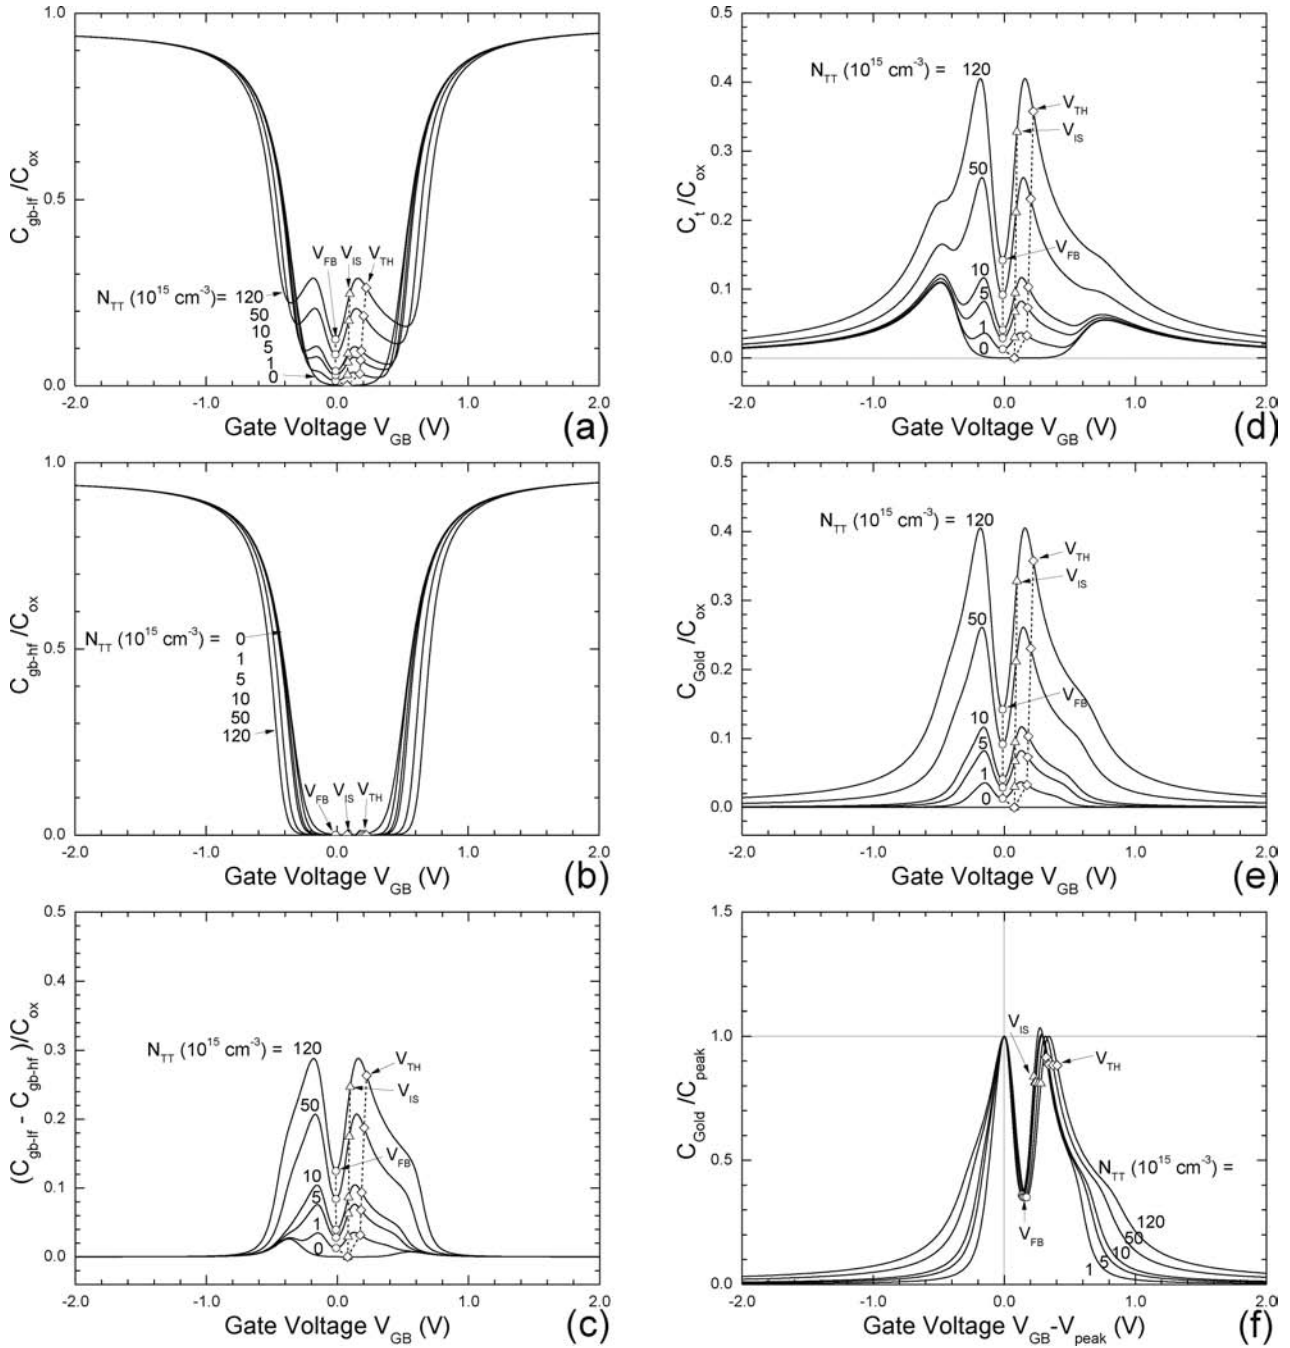 1.0
C_gb-lf /C_ox
0.5
V_FB V_IS V_TH
N_TT (10^15 cm^-3)= 120
50
10
5
1
0
0.0
-2.0 -1.0 0.0 1.0 2.0
Gate Voltage V_GB (V)
(a)
1.0
C_gb-hf /C_ox
N_TT (10^15 cm^-3) = 0
1
5
10
50
120
0.5
V_FB V_IS V_TH
0.0
-2.0 -1.0 0.0 1.0 2.0
Gate Voltage V_GB (V)
(b)
0.5
0.4
0.3
0.2
0.1
0.0
(C_gb-lf - C_gb-hf )/C_ox
N_TT (10^15 cm^-3) = 120
50
10
5
1
0
V_TH
V_IS
V_FB
-2.0 -1.0 0.0 1.0 2.0
Gate Voltage V_GB (V)
(c)
0.5
0.4
0.3
0.2
0.1
0.0
C_t /C_ox
N_TT (10^15 cm^-3) = 120
50
10
5
1
0
V_TH
V_IS
V_FB
-2.0 -1.0 0.0 1.0 2.0
Gate Voltage V_GB (V)
(d)
0.5
0.4
0.3
0.2
0.1
0.0
C_Gold /C_ox
N_TT (10^15 cm^-3) = 120
50
10
5
1
0
V_TH
V_IS
V_FB
-2.0 -1.0 0.0 1.0 2.0
Gate Voltage V_GB (V)
(e)
1.5
1.0
0.5
0.0
C_Gold /C_peak
V_IS
V_TH
V_FB
N_TT (10^15 cm^-3) =
120
50
10
5
1
-2.0 -1.0 0.0 1.0 2.0
Gate Voltage V_GB-V_peak (V)
(f)